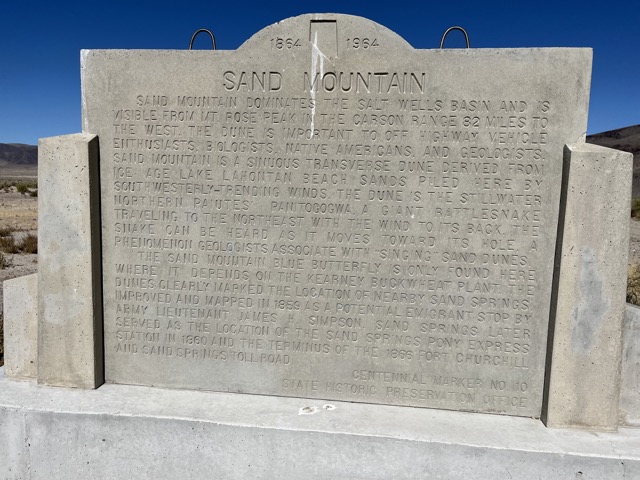 1864 1964
SAND MOUNTAIN
SAND MOUNTAIN DOMINATES THE SALT WELLS BASIN AND IS
VISIBLE FROM MT. ROSE PEAK IN THE CARSON RANGE 62 MILES TO
THE WEST. THE DUNE IS IMPORTANT TO OFF HIGHWAY VEHICLE
ENTHUSIASTS, BIOLOGISTS, NATIVE AMERICANS, AND GEOLOGISTS.
SAND MOUNTAIN IS A SINUOUS TRANSVERSE DUNE DERIVED FROM
ICE AGE LAKE LAHONTAN BEACH SANDS PILED HERE BY
SOUTHWESTERLY-TRENDING WINDS. THE DUNE IS THE STILLWATER
NORTHERN PAIUTES' PANITOGOGWA, A GIANT RATTLESNAKE
TRAVELING TO THE NORTHEAST WITH THE WIND TO ITS BACK. THE
SNAKE CAN BE HEARD AS IT MOVES TOWARD ITS HOLE, A
PHENOMENON GEOLOGISTS ASSOCIATE WITH "SINGING" SAND DUNES.
THE SAND MOUNTAIN BLUE BUTTERFLY IS ONLY FOUND HERE
WHERE IT DEPENDS ON THE KEARNEY BUCKWHEAT PLANT. THE
DUNES CLEARLY MARKED THE LOCATION OF NEARBY SAND SPRINGS,
IMPROVED AND MAPPED IN 1859 AS A POTENTIAL EMIGRANT STOP BY
ARMY LIEUTENANT JAMES H. SIMPSON. SAND SPRINGS LATER
SERVED AS THE LOCATION OF THE SAND SPRINGS PONY EXPRESS
STATION IN 1860 AND THE TERMINUS OF THE 1866 FORT CHURCHILL
AND SAND SPRINGS TOLL ROAD.
CENTENNIAL MARKER NO. 10
STATE HISTORIC PRESERVATION OFFICE